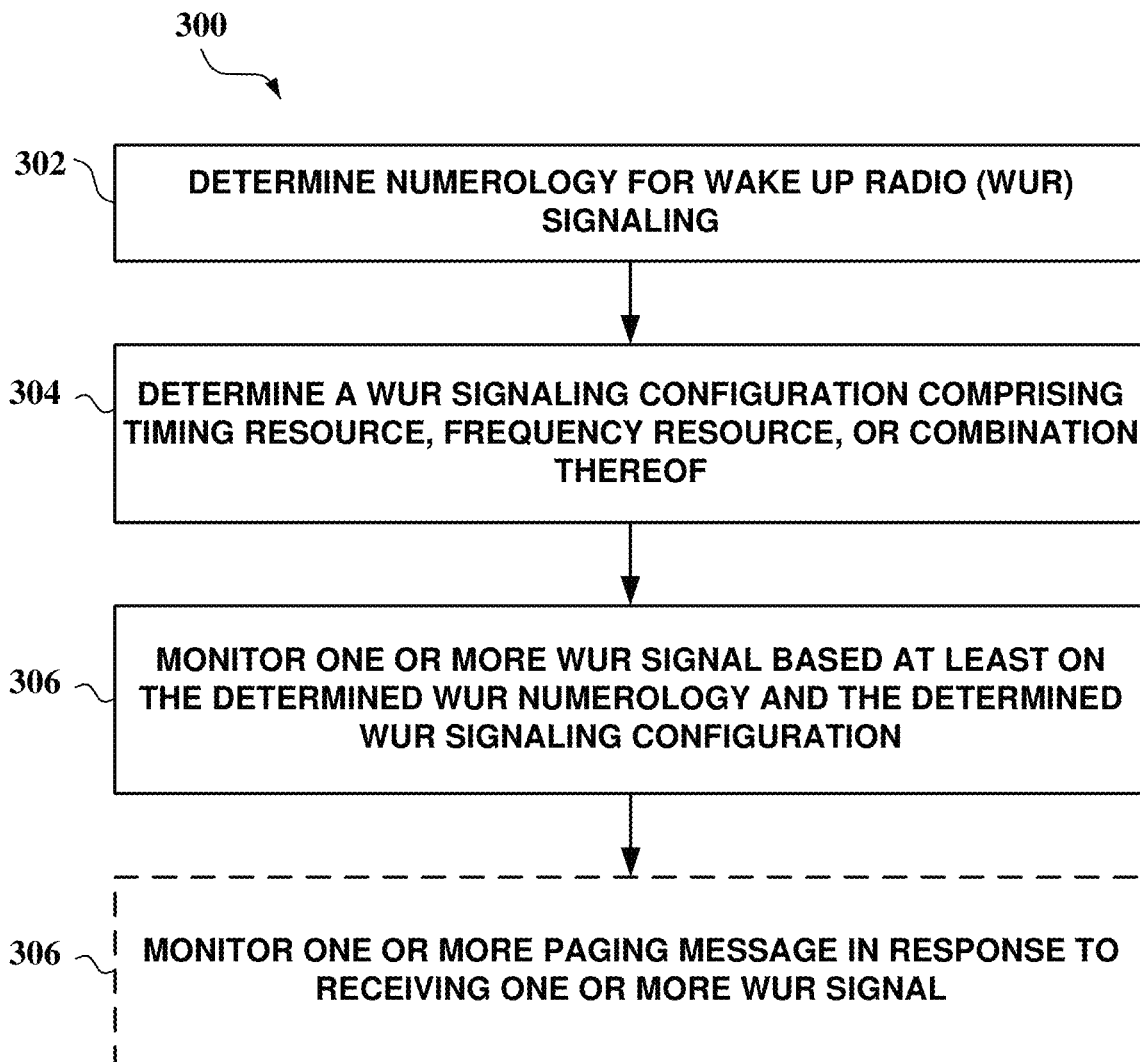 300
302
DETERMINE NUMEROLOGY FOR WAKE UP RADIO (WUR)
SIGNALING
304
DETERMINE A WUR SIGNALING CONFIGURATION COMPRISING
TIMING RESOURCE, FREQUENCY RESOURCE, OR COMBINATION
THEREOF
306
MONITOR ONE OR MORE WUR SIGNAL BASED AT LEAST ON
THE DETERMINED WUR NUMEROLOGY AND THE DETERMINED
WUR SIGNALING CONFIGURATION
306
MONITOR ONE OR MORE PAGING MESSAGE IN RESPONSE TO
RECEIVING ONE OR MORE WUR SIGNAL